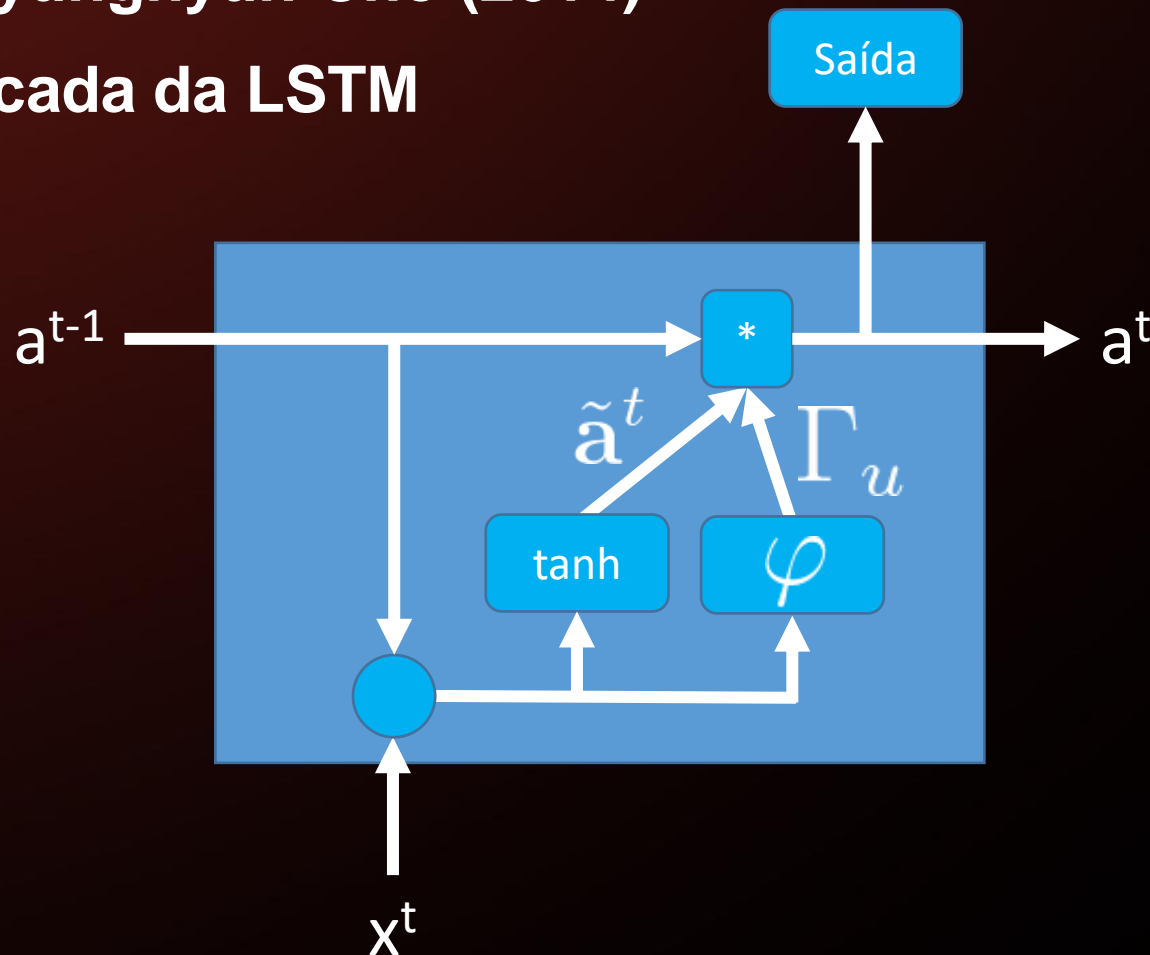 cada da LSTM
Saída
a^{t-1}
*
a^t
ã^t
Γ_u
tanh
φ
x^t